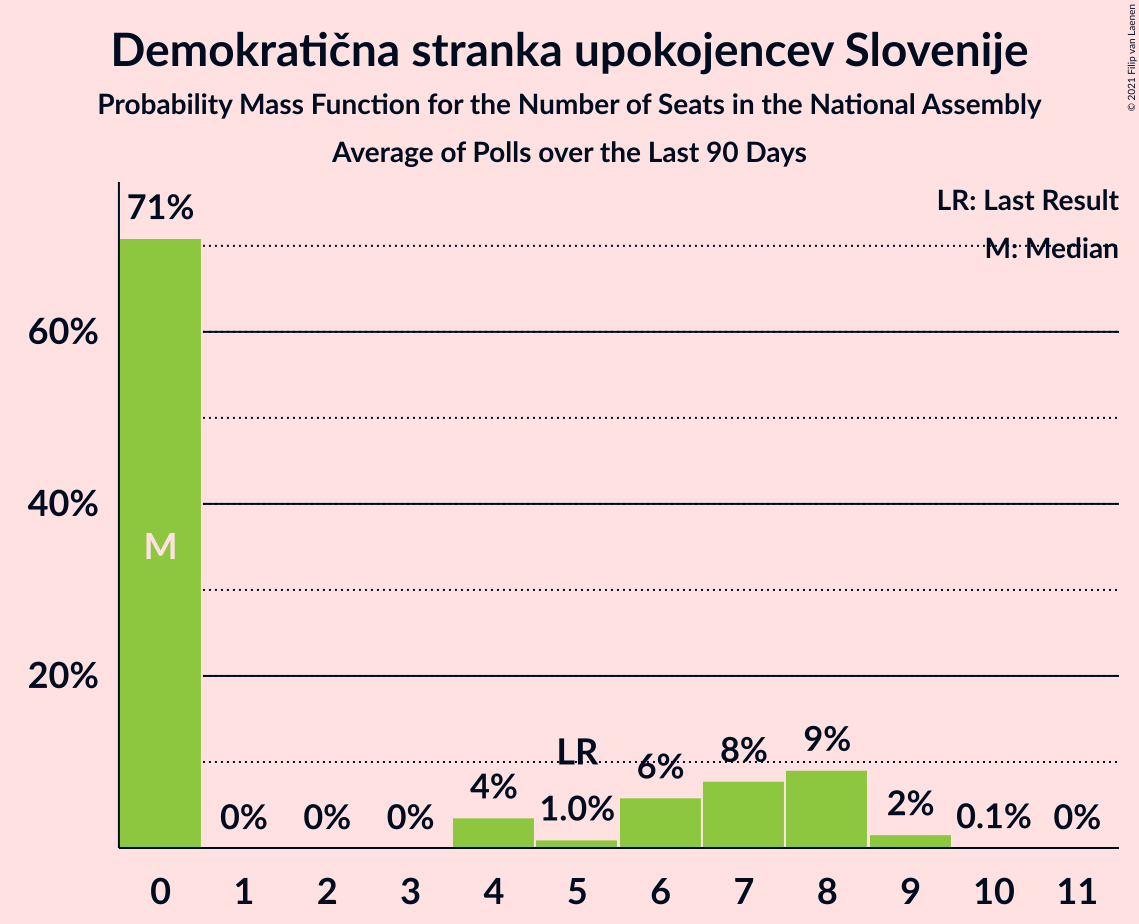 Demokratična stranka upokojencev Slovenije
Probability Mass Function for the Number of Seats in the National Assembly
Average of Polls over the Last 90 Days
© 2021 Filip van Laenen
LR: Last Result
M: Median
71%
60%
40%
20%
M
0%
0%
0%
4%
LR
1.0%
6%
8%
9%
2%
0.1%
0%
0 1 2 3 4 5 6 7 8 9 10 11